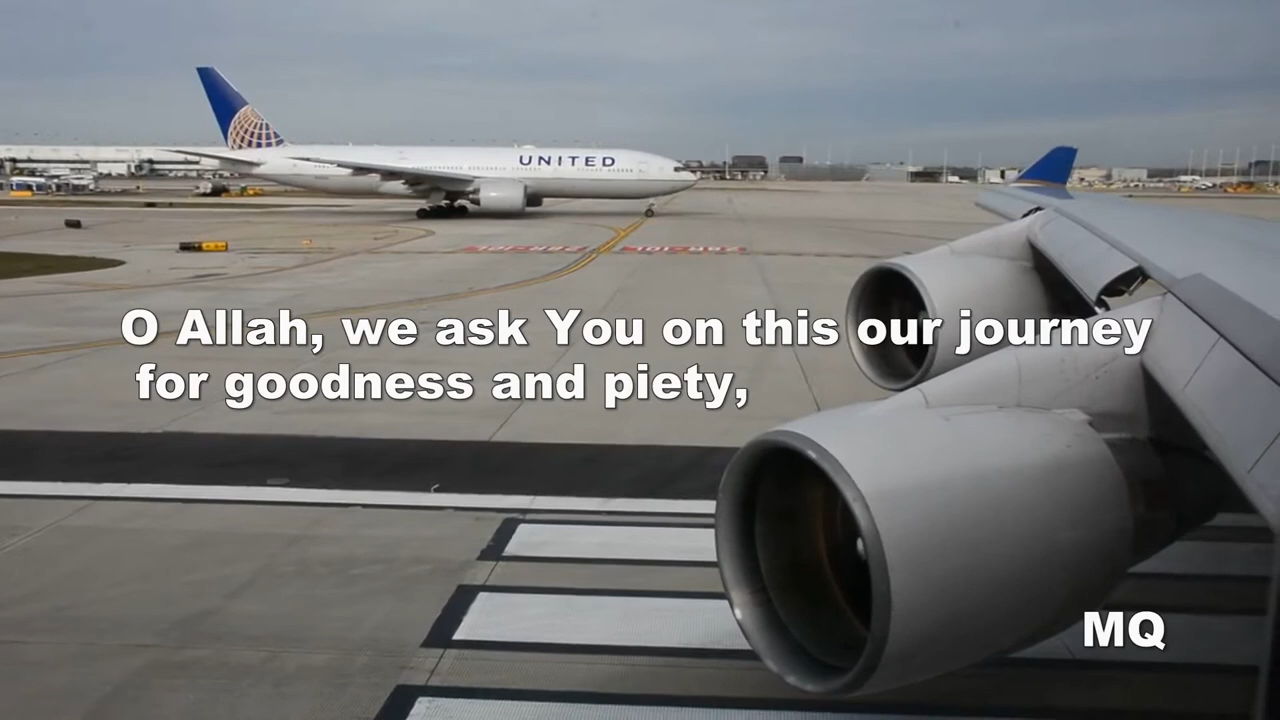 UNITED
O Allah, we ask You on this our journey
for goodness and piety,
MQ